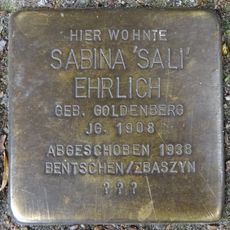 HIER WOHNTE
SABINA 'SALI'
EHRLICH
GEB. GOLDENBERG
JG. 1908
ABGESCHOBEN 1938
BENTSCHEN/ZBASZYN
? ? ?